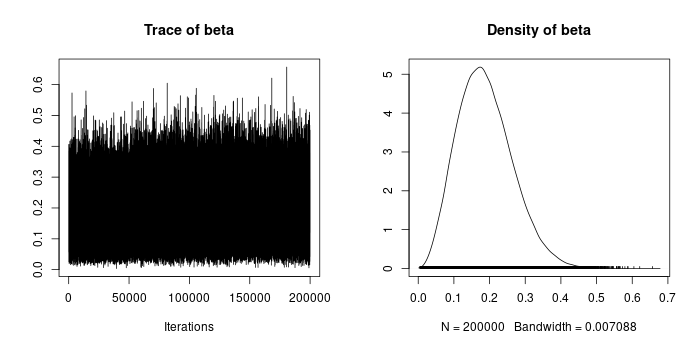 Trace of beta
0.0 0.1 0.2 0.3 0.4 0.5 0.6
0 50000 100000 150000 200000
Iterations
Density of beta
0 1 2 3 4 5
0.0 0.1 0.2 0.3 0.4 0.5 0.6 0.7
N = 200000 Bandwidth = 0.007088